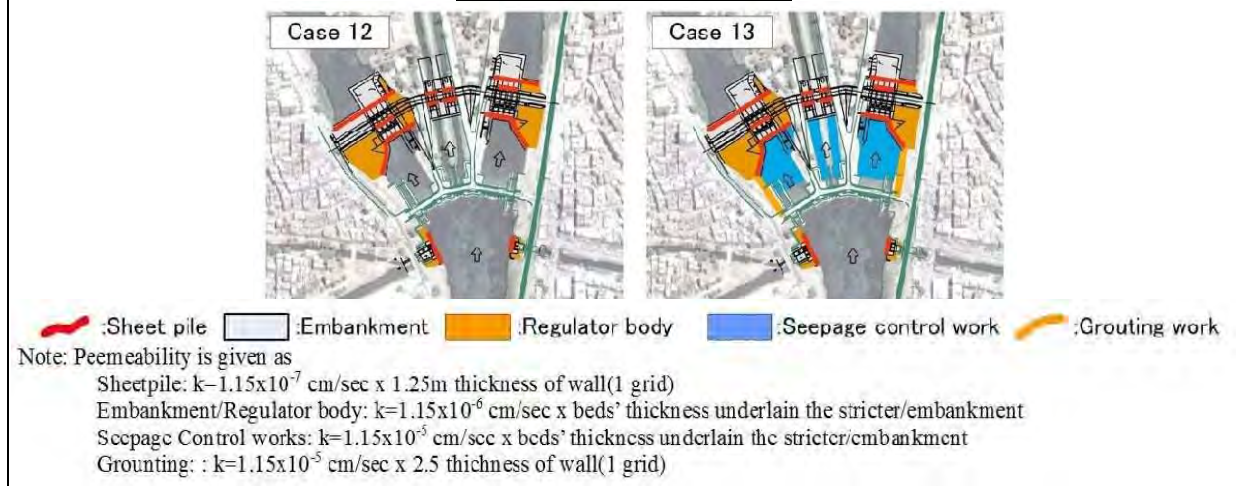 Case 12
Case 13
:Sheet pile :Embankment :Regulator body :Seepage control work :Grouting work
Note: Peemeability is given as
Sheetpile: k=1.15x10⁻⁷ cm/sec x 1.25m thickness of wall(1 grid)
Embankment/Regulator body: k=1.15x10⁻⁶ cm/sec x beds' thickness underlain the stricter/embankment
Seepage Control works: k=1.15x10⁻⁵ cm/sec x beds' thickness underlain the stricter/embankment
Grounting: : k=1.15x10⁻⁵ cm/sec x 2.5 thichness of wall(1 grid)